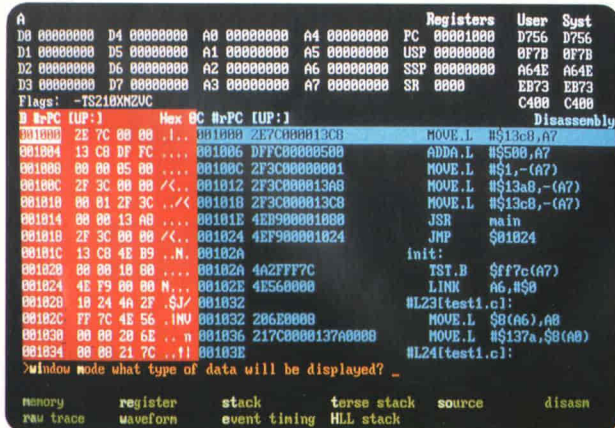 A Registers User Syst
D0 00000000 D4 00000000 A0 00000000 A4 00000000 PC 00001000 D756 D756
D1 00000000 D5 00000000 A1 00000000 A5 00000000 USP 00000000 0F7B 0F7B
D2 00000000 D6 00000000 A2 00000000 A6 00000000 SSP 00000000 A64E A64E
D3 00000000 D7 00000000 A3 00000000 A7 00000000 SR 0000 EB73 EB73
Flags: -TS210XNZVC C400 C400
B #rPC [UP:] Hex 0C #rPC [UP:] Disassembly
001000 2E 7C 00 00 .|.. 001000 2E7C000013C8 MOVE.L #$13c8,A7
001004 13 C8 DF FC .... 001006 DFFC00000500 ADDA.L #$500,A7
001008 00 00 05 00 .... 00100C 2F3C00000001 MOVE.L #$1,-(A7)
00100C 2F 3C 00 00 /<.. 001012 2F3C000013A8 MOVE.L #$13a8,-(A7)
001010 00 01 2F 3C ../< 001018 2F3C000013C8 MOVE.L #$13c8,-(A7)
001014 00 00 13 A8 .... 00101E 4EB900001080 JSR main
001018 2F 3C 00 00 /<.. 001024 4EF900001024 JMP $01024
00101C 13 C8 4E B9 ..N. 00102A init:
001020 00 00 10 80 .... 00102A 4A2FFF7C TST.B $ff7c(A7)
001024 4E F9 00 00 N... 00102E 4E560000 LINK A6,#$0
001028 10 24 4A 2F .$J/ 001032 #L23[test1.c]:
00102C FF 7C 4E 56 .|NV 001032 206E0008 MOVE.L $8(A6),A0
001030 00 00 20 6E .. n 001036 217C0000137A0008 MOVE.L #$137a,$8(A0)
001034 00 08 21 7C ..!| 00103E #L24[test1.c]:
>window mode what type of data will be displayed? _
memory register stack terse stack source disasm
raw trace waveform event timing HLL stack